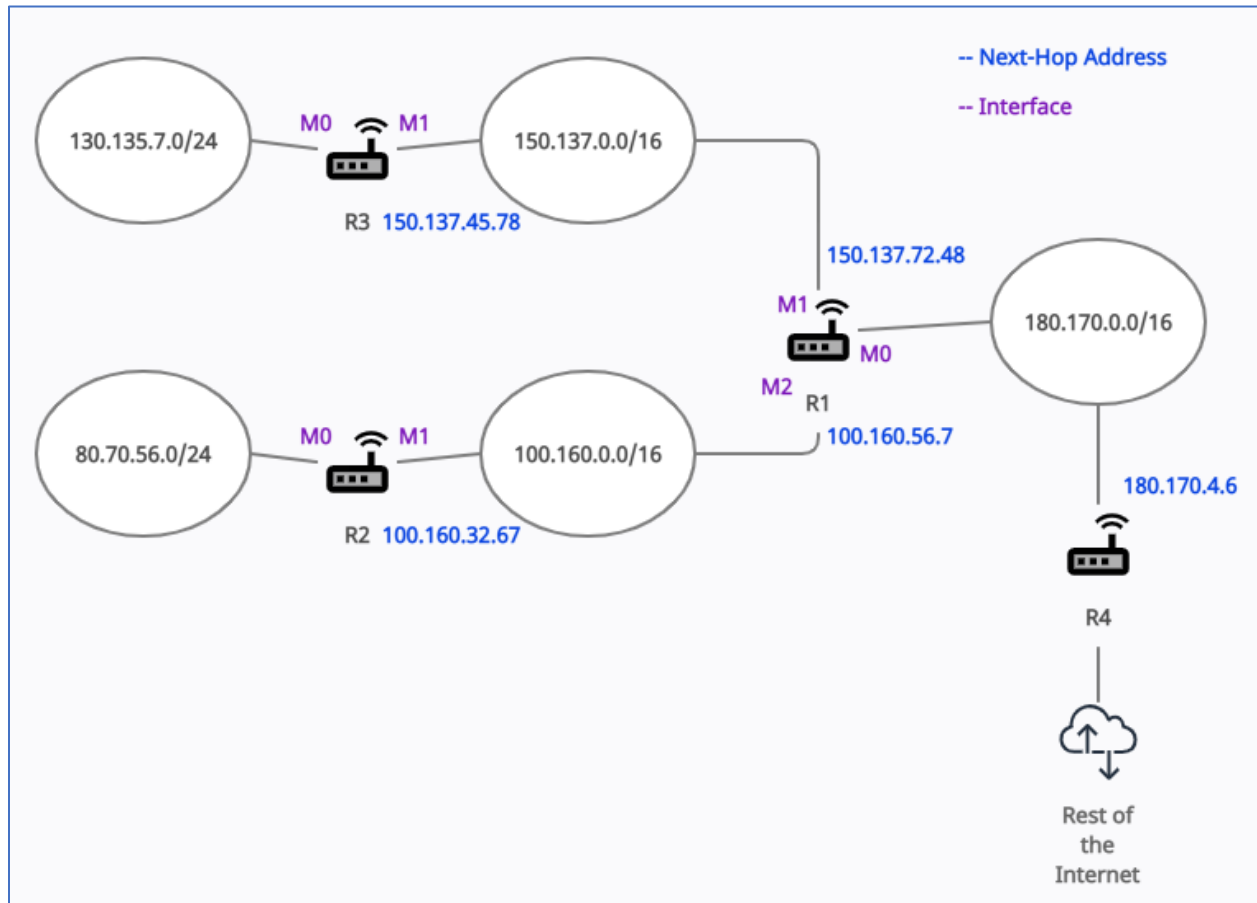 -- Next-Hop Address
-- Interface
130.135.7.0/24
M0
M1
150.137.0.0/16
R3 150.137.45.78
150.137.72.48
M1
180.170.0.0/16
M0
M2
R1
100.160.56.7
80.70.56.0/24
M0
M1
100.160.0.0/16
R2 100.160.32.67
180.170.4.6
R4
Rest of
the
Internet